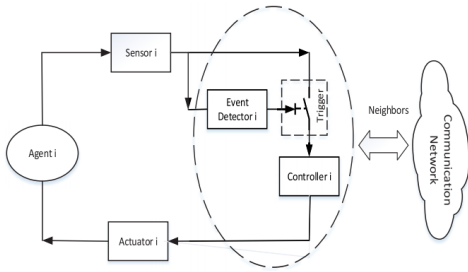 Sensor i
Event
Detector i
Trigger
Neighbors
Communication
Network
Agent i
Controller i
Actuator i